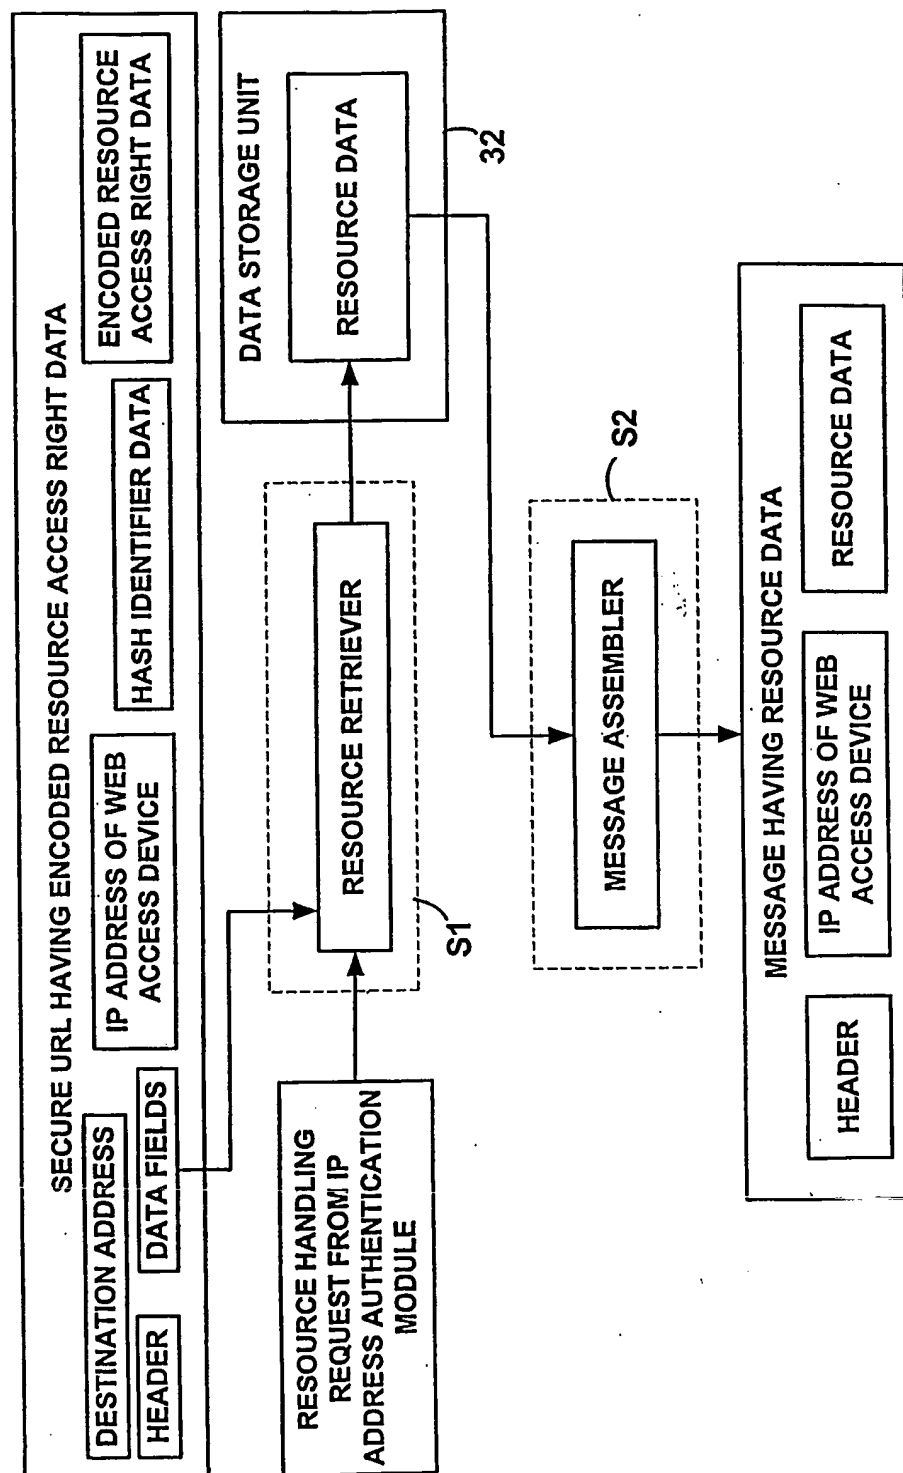 SECURE URL HAVING ENCODED RESOURCE ACCESS RIGHT DATA
DESTINATION ADDRESS
HEADER
DATA FIELDS
IP ADDRESS OF WEB
ACCESS DEVICE
HASH IDENTIFIER DATA
ENCODED RESOURCE
ACCESS RIGHT DATA
RESOURCE HANDLING
REQUEST FROM IP
ADDRESS AUTHENTICATION
MODULE
RESOURCE RETRIEVER
S1
DATA STORAGE UNIT
RESOURCE DATA
32
MESSAGE ASSEMBLER
S2
MESSAGE HAVING RESOURCE DATA
HEADER
IP ADDRESS OF WEB
ACCESS DEVICE
RESOURCE DATA